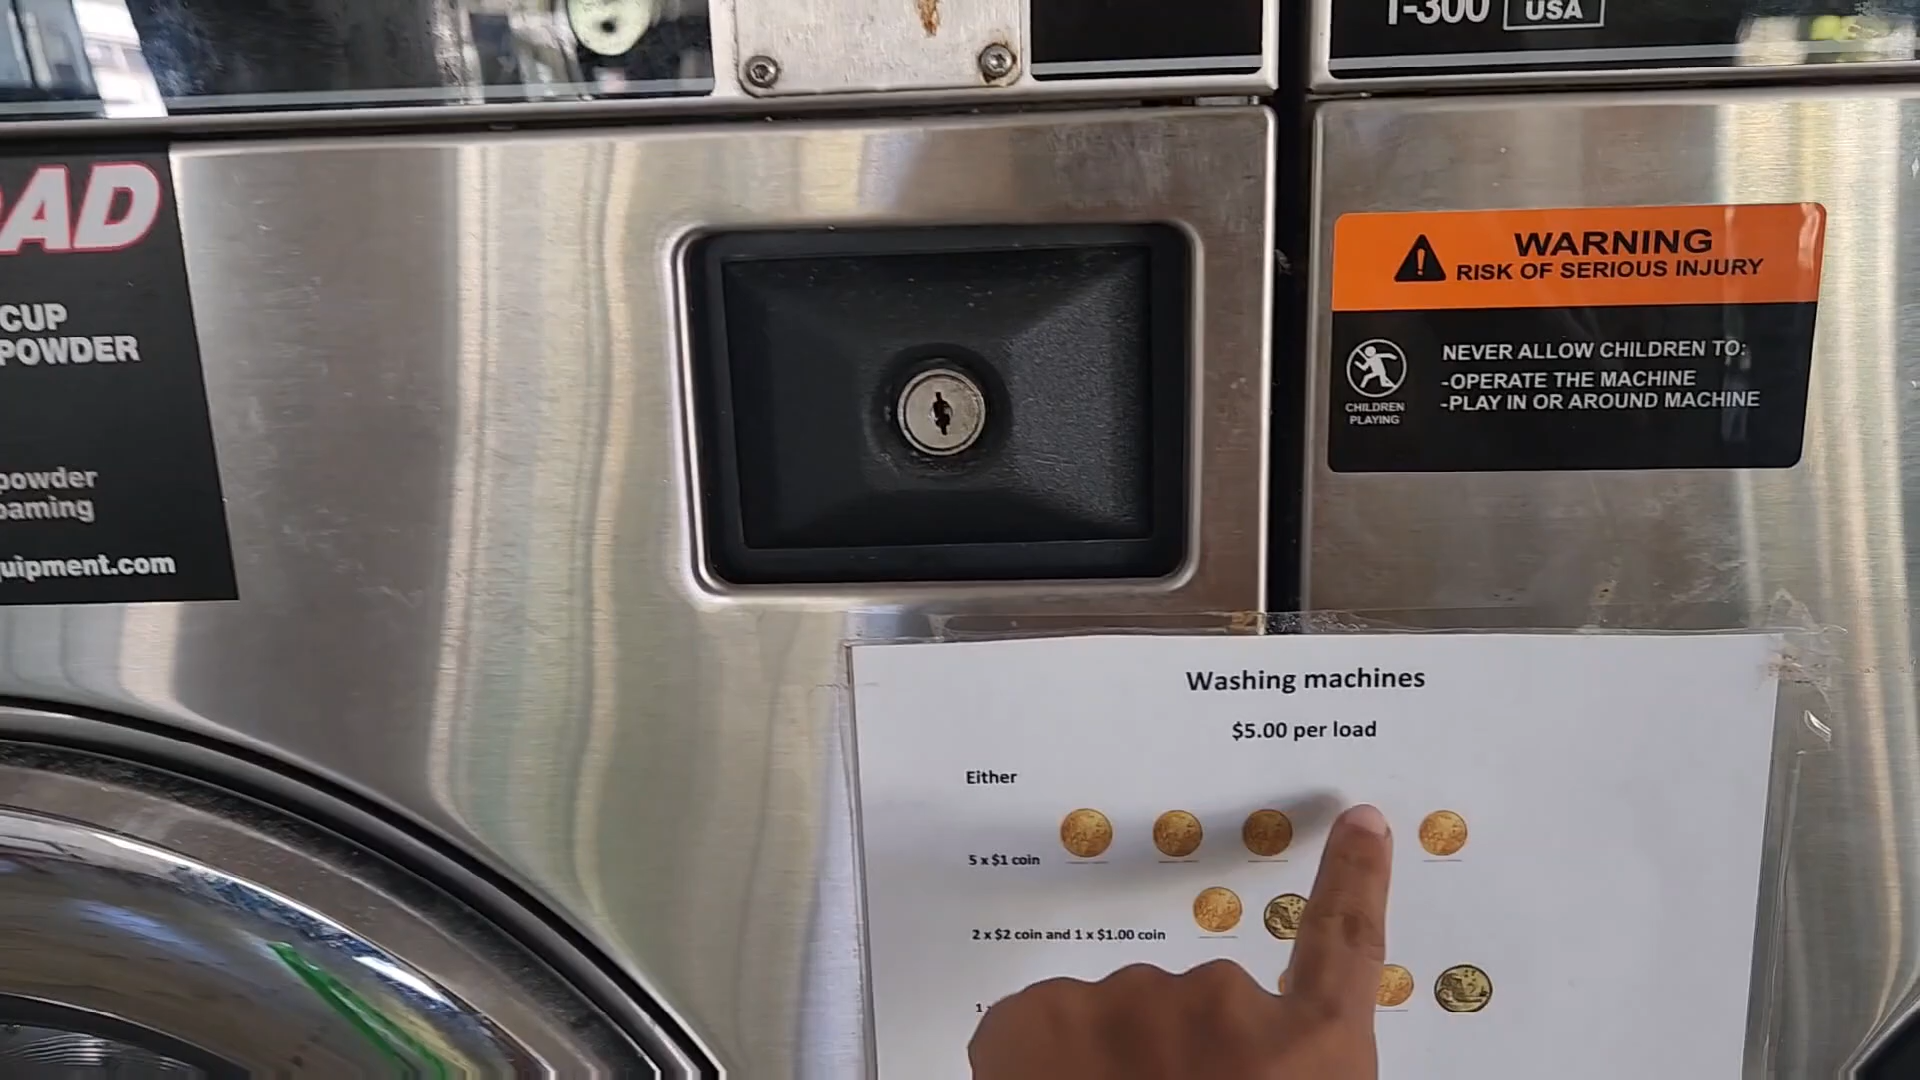 T-300 USA
AD
CUP
POWDER
powder
oaming
uipment.com
WARNING
RISK OF SERIOUS INJURY
CHILDREN
PLAYING
NEVER ALLOW CHILDREN TO:
-OPERATE THE MACHINE
-PLAY IN OR AROUND MACHINE
Washing machines
$5.00 per load
Either
5 x $1 coin
2 x $2 coin and 1 x $1.00 coin
1